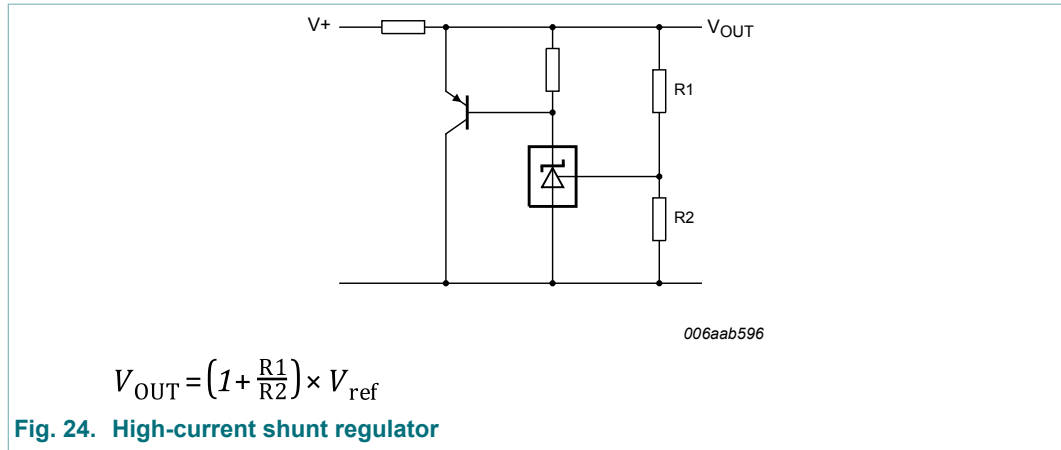 V+
VOUT
R1
R2
006aab596
VOUT = (1 + R1/R2) × Vref
Fig. 24. High-current shunt regulator